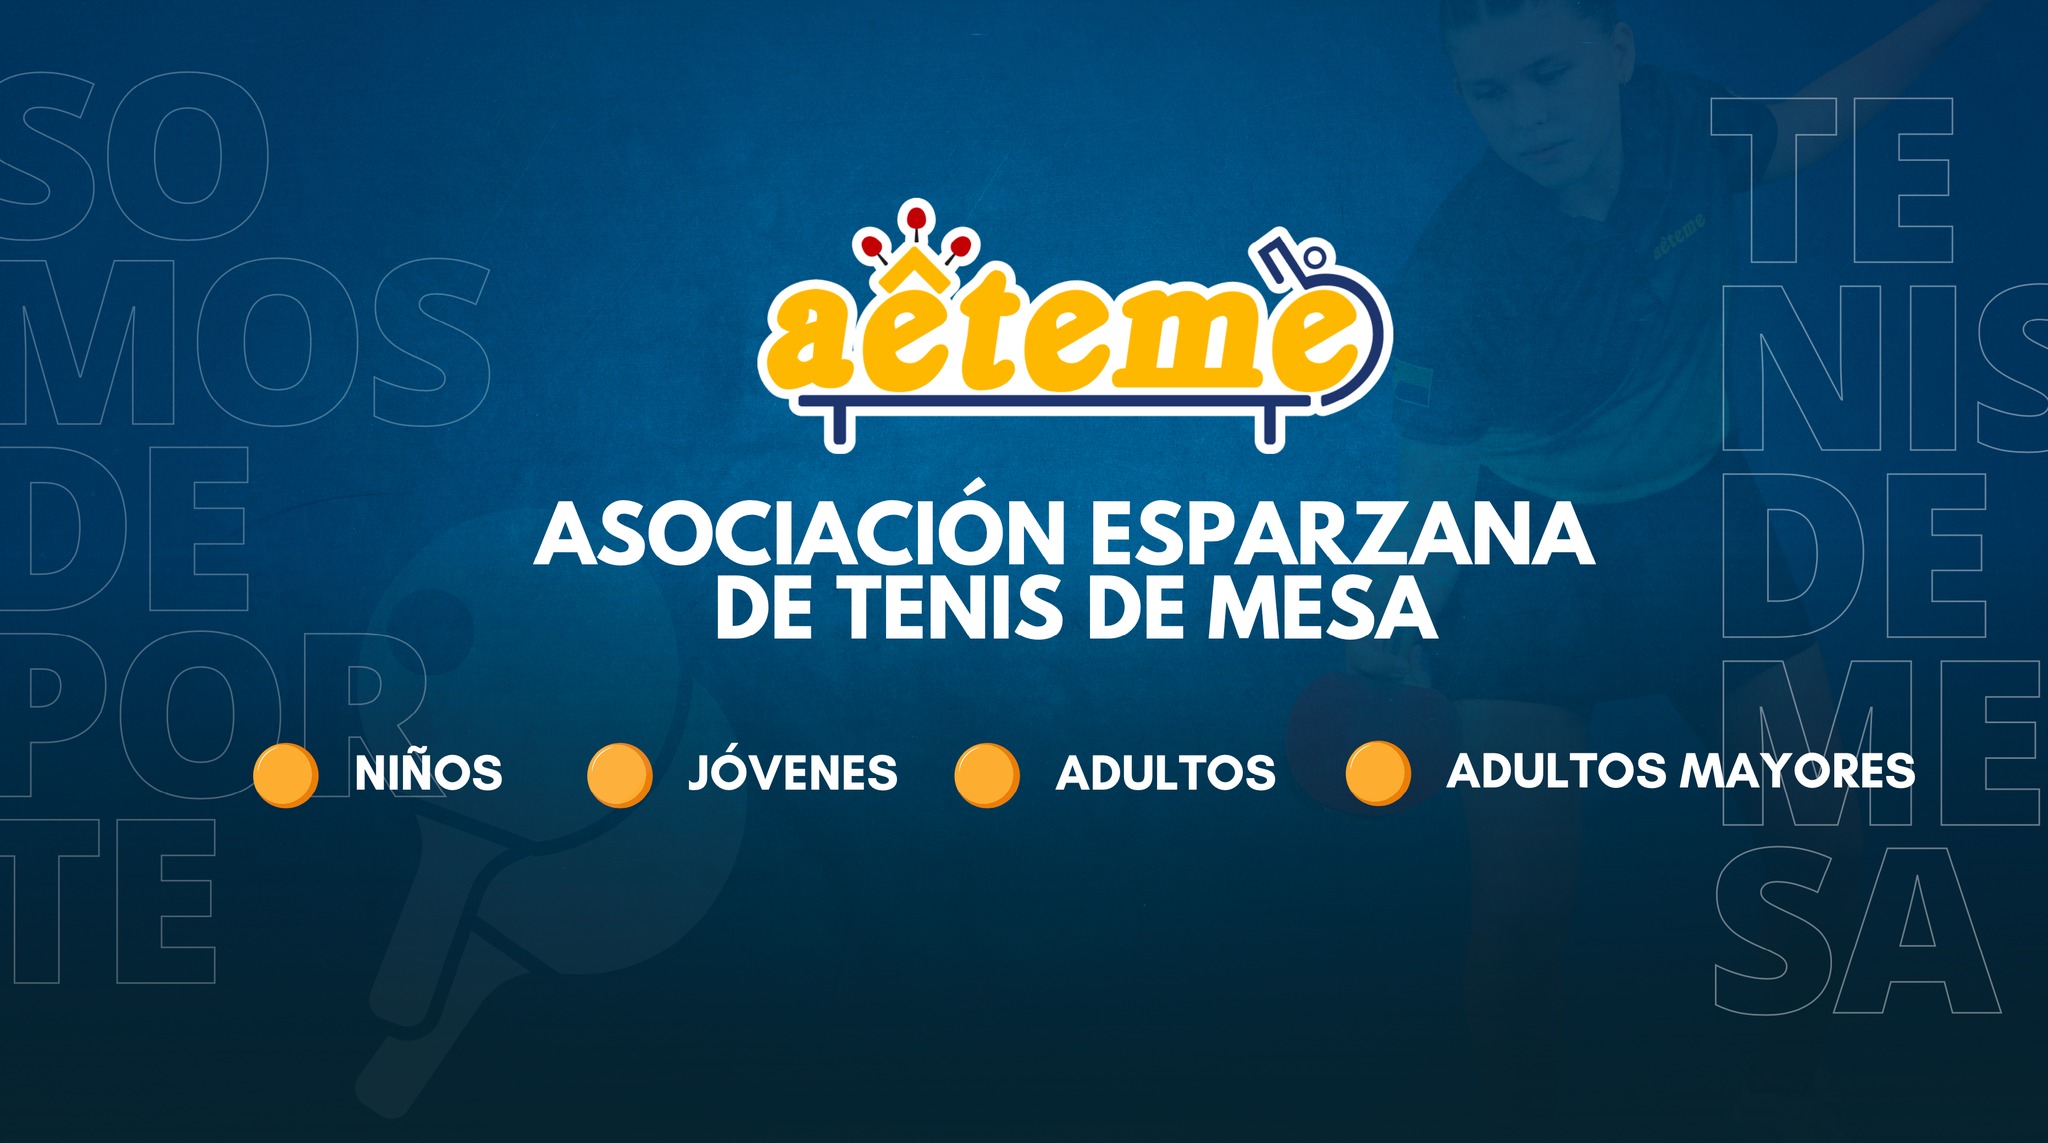 SO
MOS
DE
POR
TE
aêteme
ASOCIACIÓN ESPARZANA
DE TENIS DE MESA
NIÑOS
JÓVENES
ADULTOS
ADULTOS MAYORES
aêteme
TE
NIS
DE
ME
SA